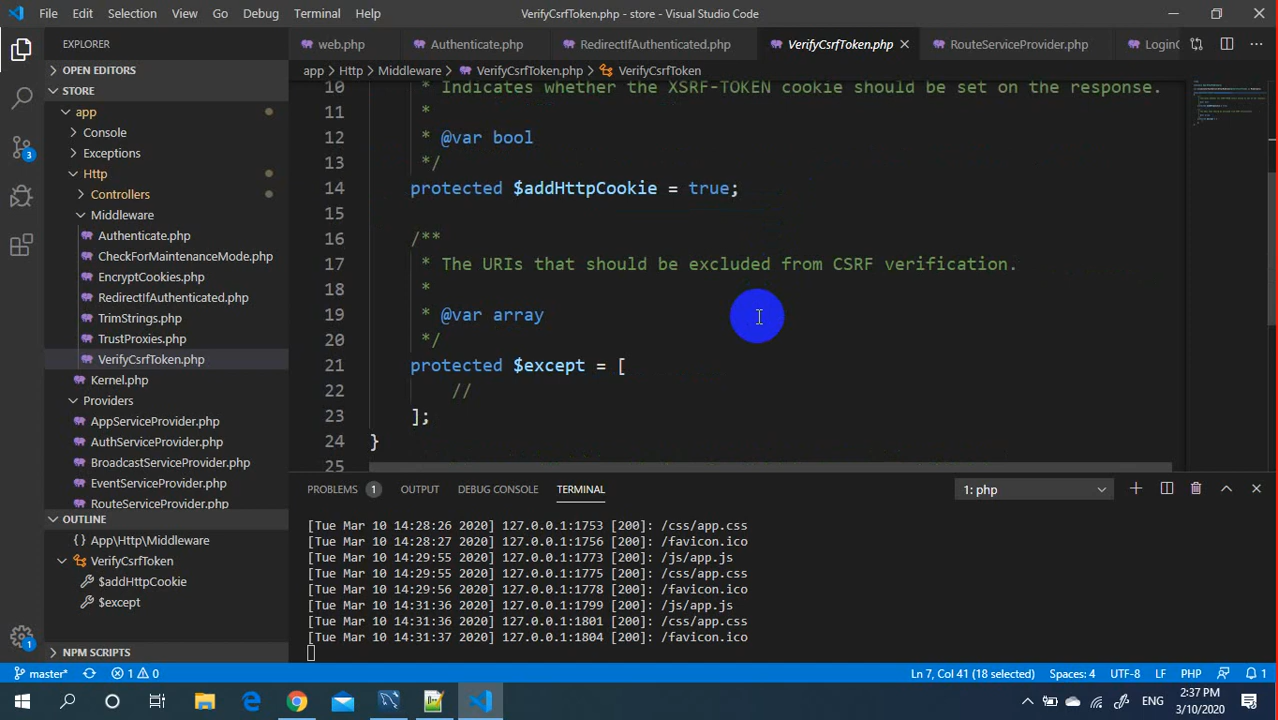 File Edit Selection View Go Debug Terminal Help
VerifyCsrfToken.php - store - Visual Studio Code
EXPLORER
web.php
Authenticate.php
RedirectIfAuthenticated.php
VerifyCsrfToken.php
RouteServiceProvider.php
LoginC
OPEN EDITORS
STORE
app
Console
Exceptions
Http
Controllers
Middleware
Authenticate.php
CheckForMaintenanceMode.php
EncryptCookies.php
RedirectIfAuthenticated.php
TrimStrings.php
TrustProxies.php
VerifyCsrfToken.php
Kernel.php
Providers
AppServiceProvider.php
AuthServiceProvider.php
BroadcastServiceProvider.php
EventServiceProvider.php
RouteServiceProvider.php
OUTLINE
{} App\Http\Middleware
VerifyCsrfToken
$addHttpCookie
$except
NPM SCRIPTS
3
1
app > Http > Middleware > VerifyCsrfToken.php > VerifyCsrfToken
10 * Indicates whether the XSRF-TOKEN cookie should be set on the response.
11 *
12 * @var bool
13 */
14 protected $addHttpCookie = true;
15
16 /**
17 * The URIs that should be excluded from CSRF verification.
18 *
19 * @var array
20 */
21 protected $except = [
22 //
23 ];
24 }
25
PROBLEMS 1 OUTPUT DEBUG CONSOLE TERMINAL
1: php
[Tue Mar 10 14:28:26 2020] 127.0.0.1:1753 [200]: /css/app.css
[Tue Mar 10 14:28:27 2020] 127.0.0.1:1756 [200]: /favicon.ico
[Tue Mar 10 14:29:55 2020] 127.0.0.1:1773 [200]: /js/app.js
[Tue Mar 10 14:29:55 2020] 127.0.0.1:1775 [200]: /css/app.css
[Tue Mar 10 14:29:56 2020] 127.0.0.1:1778 [200]: /favicon.ico
[Tue Mar 10 14:31:36 2020] 127.0.0.1:1799 [200]: /js/app.js
[Tue Mar 10 14:31:36 2020] 127.0.0.1:1801 [200]: /css/app.css
[Tue Mar 10 14:31:37 2020] 127.0.0.1:1804 [200]: /favicon.ico
master* 1 0 Ln 7, Col 41 (18 selected) Spaces: 4 UTF-8 LF PHP 1
ENG
2:37 PM
3/10/2020